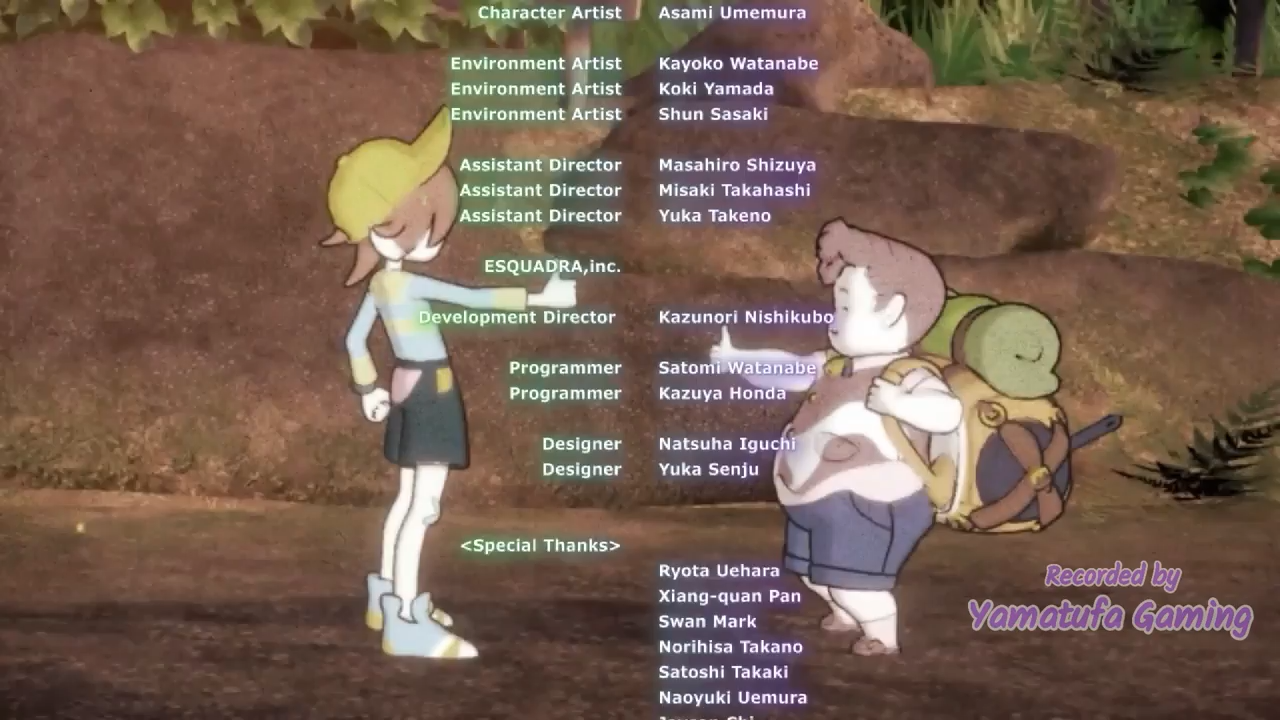 Character Artist Asami Umemura
Environment Artist Kayoko Watanabe
Environment Artist Koki Yamada
Environment Artist Shun Sasaki
Assistant Director Masahiro Shizuya
Assistant Director Misaki Takahashi
Assistant Director Yuka Takeno
ESQUADRA,inc.
Development Director Kazunori Nishikubo
Programmer Satomi Watanabe
Programmer Kazuya Honda
Designer Natsuha Iguchi
Designer Yuka Senju
<Special Thanks>
Ryota Uehara
Xiang-quan Pan
Swan Mark
Norihisa Takano
Satoshi Takaki
Naoyuki Uemura
Recorded by
Yamatufa Gaming